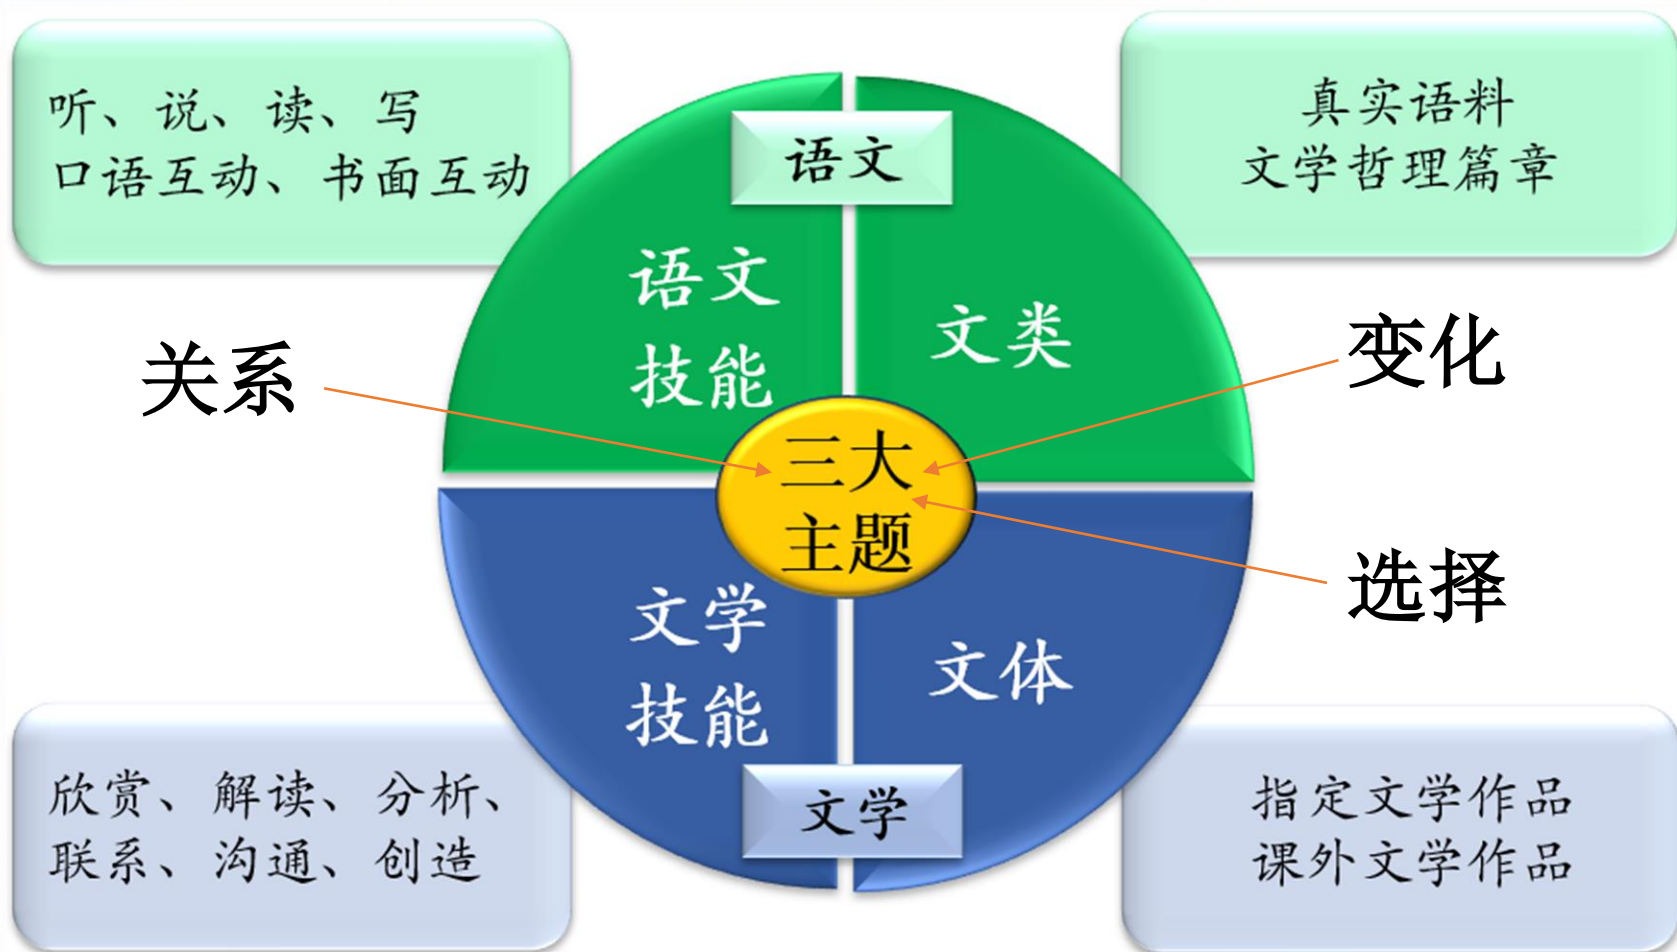 听、说、读、写
口语互动、书面互动
真实语料
文学哲理篇章
语文
语文
技能
文类
关系
变化
三大
主题
选择
文学
技能
文体
文学
欣赏、解读、分析、
联系、沟通、创造
指定文学作品
课外文学作品